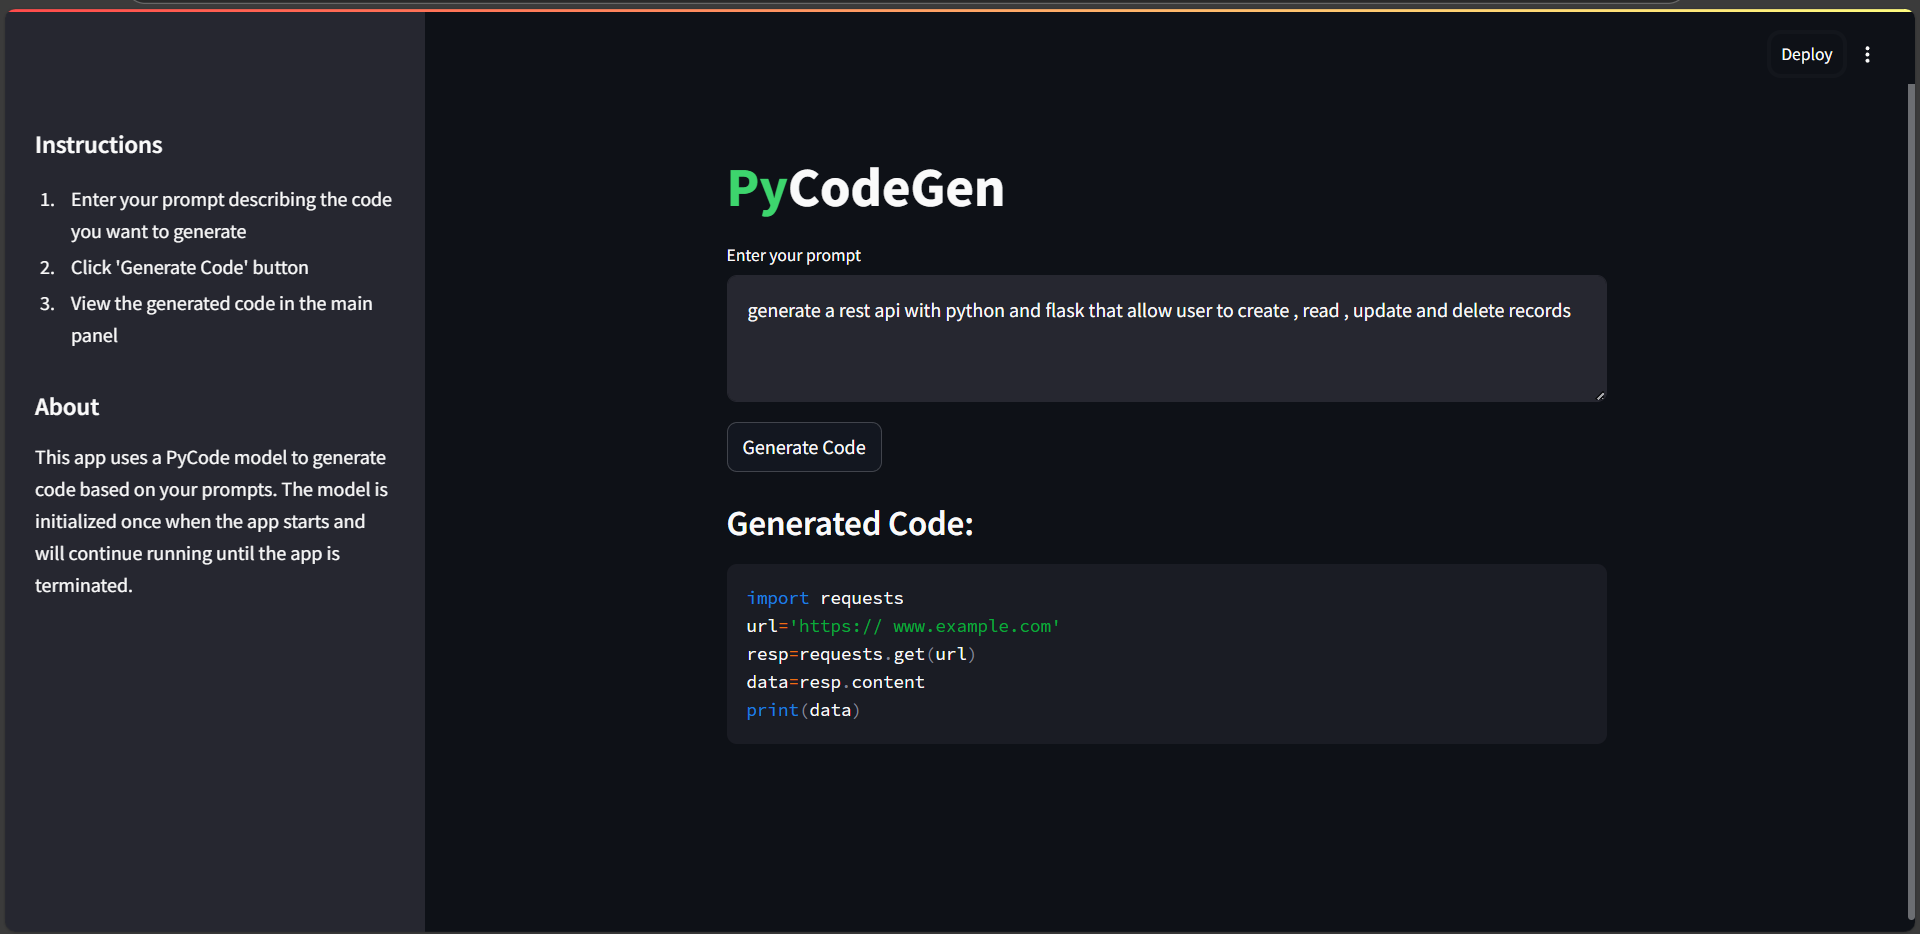 Deploy
Instructions
1. Enter your prompt describing the code
you want to generate
2. Click 'Generate Code' button
3. View the generated code in the main
panel
About
This app uses a PyCode model to generate
code based on your prompts. The model is
initialized once when the app starts and
will continue running until the app is
terminated.
PyCodeGen
Enter your prompt
generate a rest api with python and flask that allow user to create , read , update and delete records
Generate Code
Generated Code:
import requests
url='https:// www.example.com'
resp=requests.get(url)
data=resp.content
print(data)